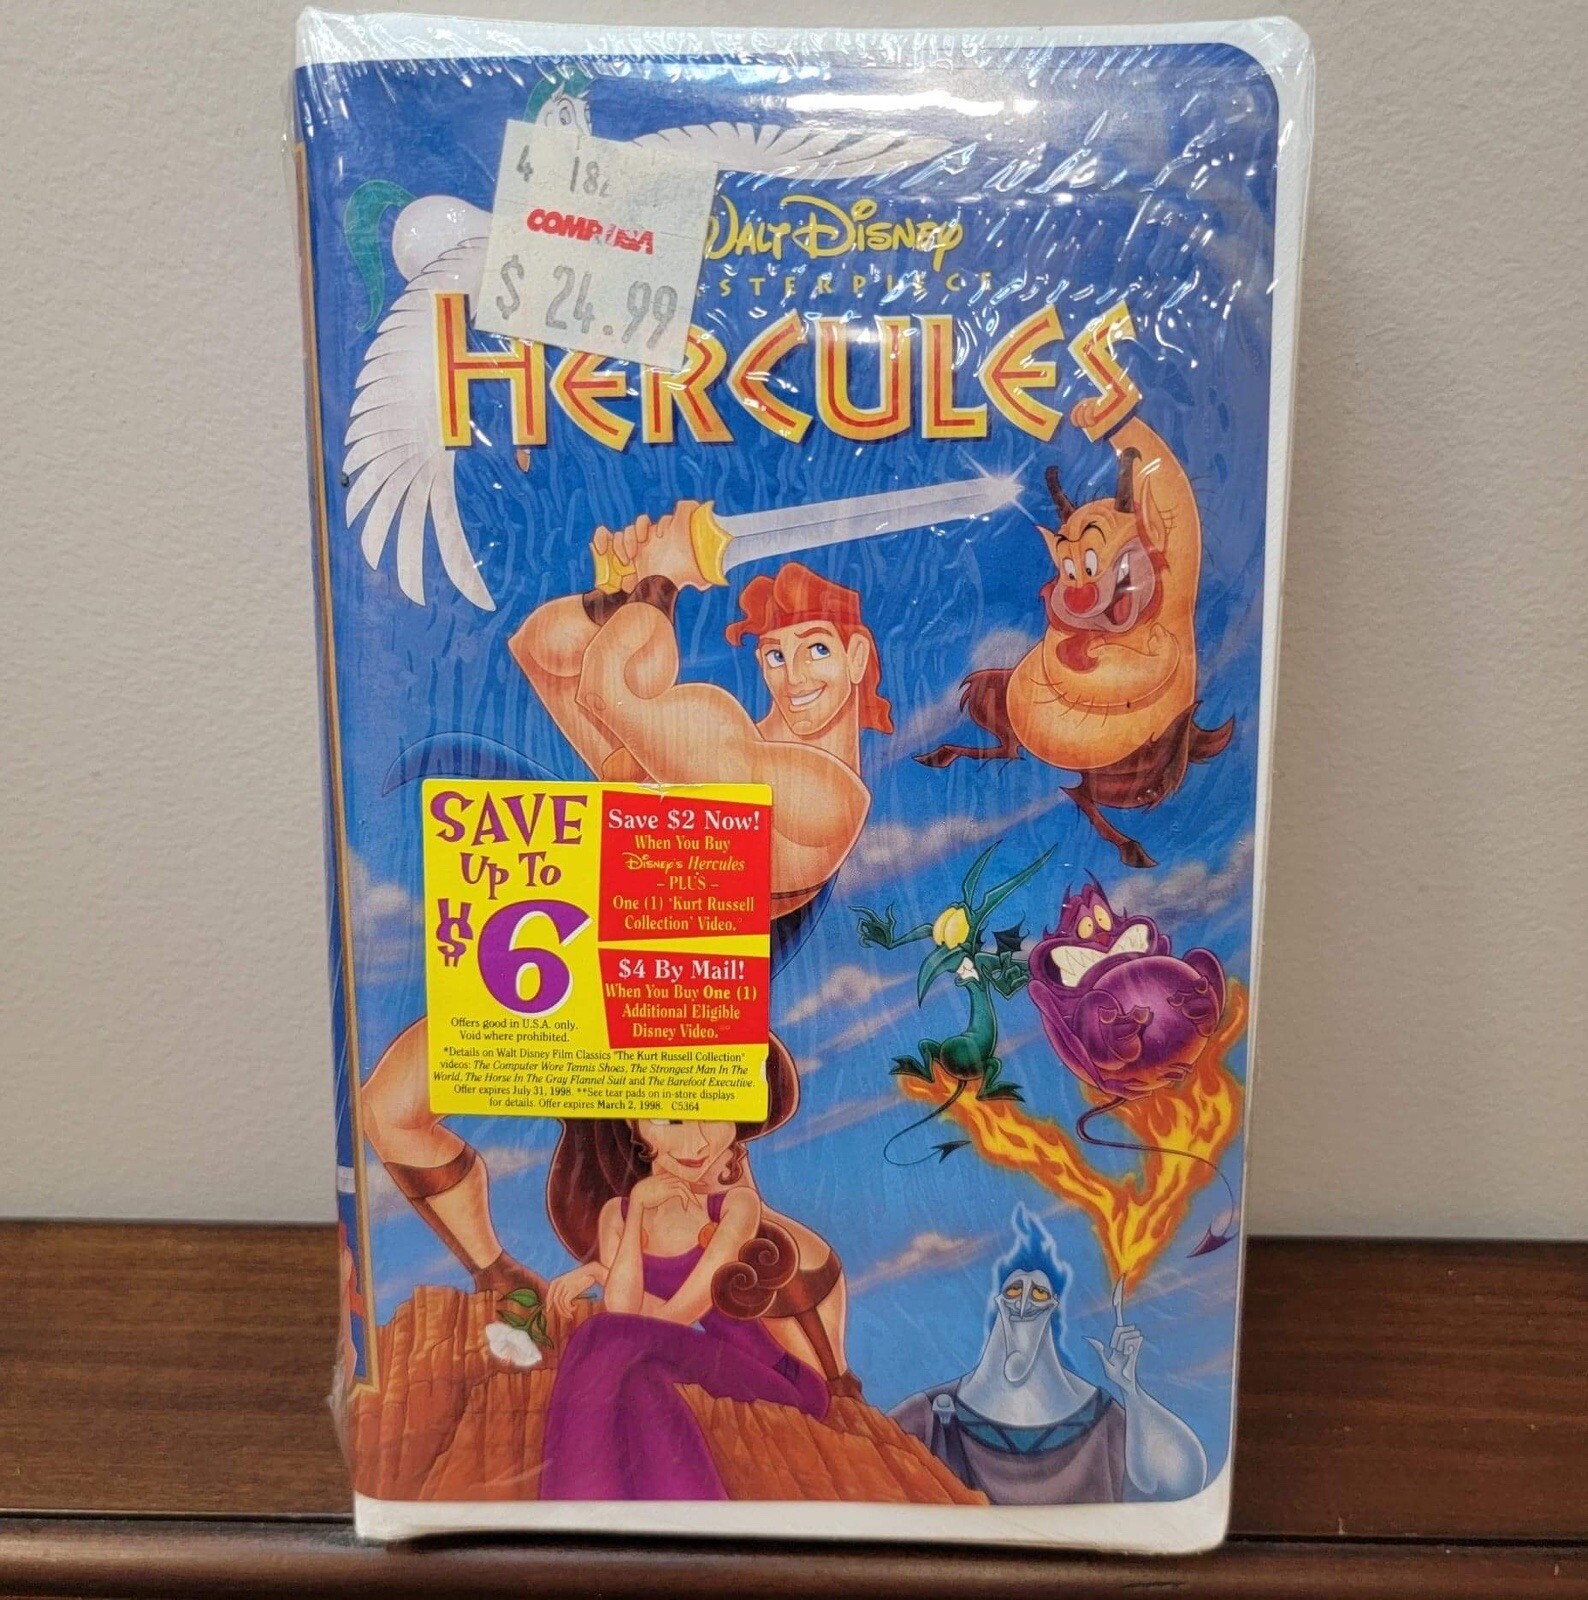 4 18
COMPUSA
$ 24.99
WALT DISNEY
HERCULES
SAVE
UP TO
$6
Offers good in U.S.A. only.
Void where prohibited.
Save $2 Now!
When You Buy
Disney's Hercules
- PLUS -
One (1) 'Kurt Russell
Collection' Video.*
$4 By Mail!
When You Buy One (1)
Additional Eligible
Disney Video.**
*Details on Walt Disney Film Classics "The Kurt Russell Collection"
videos: The Computer Wore Tennis Shoes, The Strongest Man In The
World, The Horse In The Gray Flannel Suit and The Barefoot Executive.
Offer expires July 31, 1998. **See tear pads on in-store displays
for details. Offer expires March 2, 1998. C5364